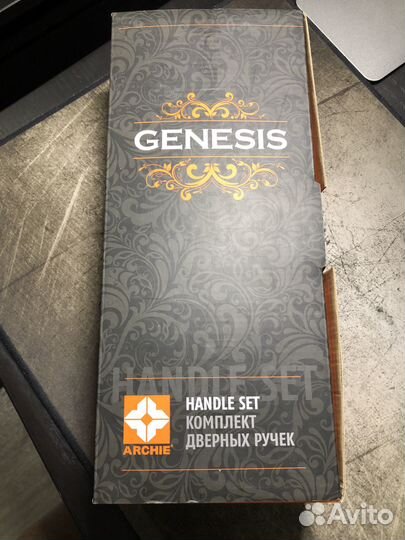 GENESIS
HANDLE SET
HANDLE SET
КОМПЛЕКТ
ДВЕРНЫХ РУЧЕК
ARCHIE
Avito